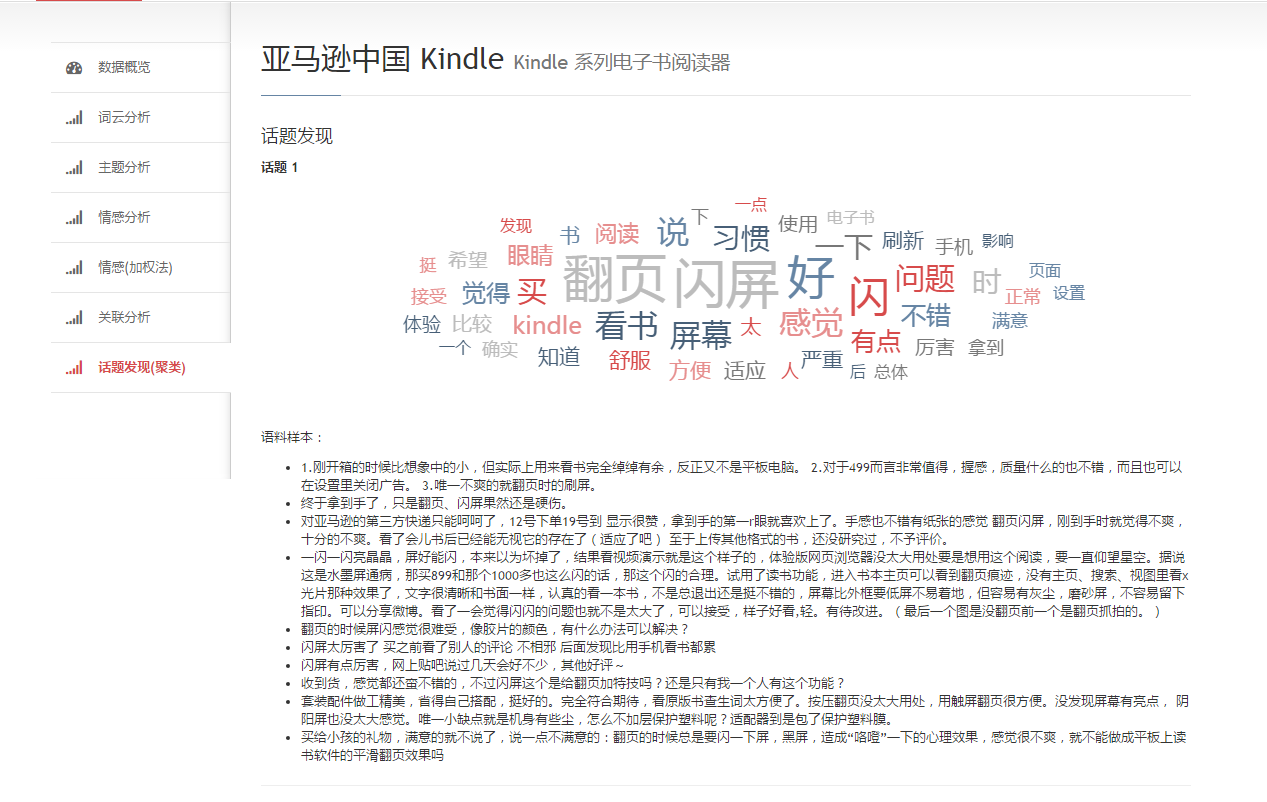 亚马逊中国 Kindle Kindle 系列电子书阅读器
数据概览
词云分析
主题分析
情感分析
情感(加权法)
关联分析
话题发现(聚类)
话题发现
话题 1
一点
下
电子书
发现
书
阅读
说
习惯
使用
一下
刷新
手机
影响
挺
希望
眼睛
翻页
闪屏
好
闪
问题
时
页面
接受
觉得
买
正常
设置
体验
比较
kindle
看书
屏幕
太
感觉
有点
不错
满意
一个
确实
知道
舒服
方便
适应
人
严重
后
总体
厉害
拿到
语料样本：
1.刚开箱的时候比想象中的小，但实际上用来看书完全绰绰有余，反正又不是平板电脑。 2.对于499而言非常值得，握感，质量什么的也不错，而且也可以
在设置里关闭广告。 3.唯一不爽的就翻页时的刷屏。
终于拿到手了，只是翻页、闪屏果然还是硬伤。
对亚马逊的第三方快递只能呵呵了，12号下单19号到 显示很赞，拿到手的第一r眼就喜欢上了。手感也不错有纸张的感觉 翻页闪屏，刚到手时就觉得不爽，
十分的不爽。看了会儿书后已经能无视它的存在了（适应了吧） 至于上传其他格式的书，还没研究过，不予评价。
一闪一闪亮晶晶，屏好能闪，本来以为坏掉了，结果看视频演示就是这个样子的，体验版网页浏览器没太大用处要是想用这个阅读，要一直仰望星空。据说
这是水墨屏通病，那买899和那个1000多也这么闪的话，那这个闪的合理。试用了读书功能，进入书本主页可以看到翻页痕迹，没有主页、搜索、视图里看x
光片那种效果了，文字很清晰和书面一样，认真的看一本书，不是总退出还是挺不错的，屏幕比外框要低屏不易着地，但容易有灰尘，磨砂屏，不容易留下
指印。可以分享微博。看了一会觉得闪闪的问题也就不是太大了，可以接受，样子好看,轻。有待改进。（最后一个图是没翻页前一个是翻页抓拍的。）
翻页的时候屏闪感觉很难受，像胶片的颜色，有什么办法可以解决？
闪屏太厉害了 买之前看了别人的评论 不相邪 后面发现比用手机看书都累
闪屏有点厉害，网上贴吧说过几天会好不少，其他好评～
收到货，感觉都还蛮不错的，不过闪屏这个是给翻页加特技吗？还是只有我一个人有这个功能？
套装配件做工精美，省得自己搭配，挺好的。完全符合期待，看原版书查生词太方便了。按压翻页没太大用处，用触屏翻页很方便。没发现屏幕有亮点， 阴
阳屏也没太大感觉。唯一小缺点就是机身有些尘，怎么不加层保护塑料呢？适配器到是包了保护塑料膜。
买给小孩的礼物，满意的就不说了，说一点不满意的：翻页的时候总是要闪一下屏，黑屏，造成“咯噔”一下的心理效果，感觉很不爽，就不能做成平板上读
书软件的平滑翻页效果吗